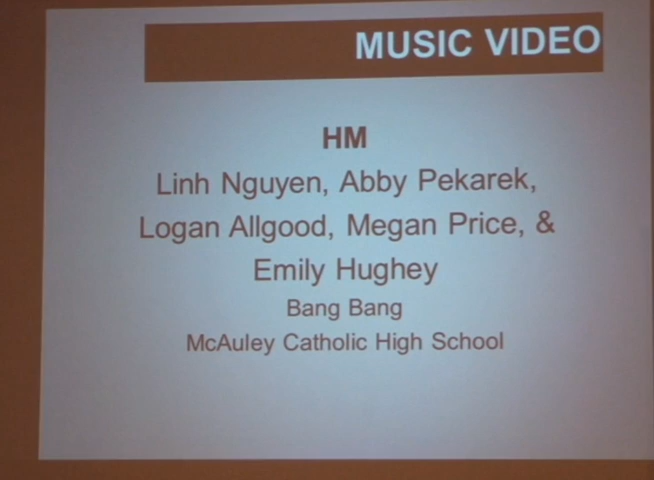 MUSIC VIDEO
HM
Linh Nguyen, Abby Pekarek,
Logan Allgood, Megan Price, &
Emily Hughey
Bang Bang
McAuley Catholic High School